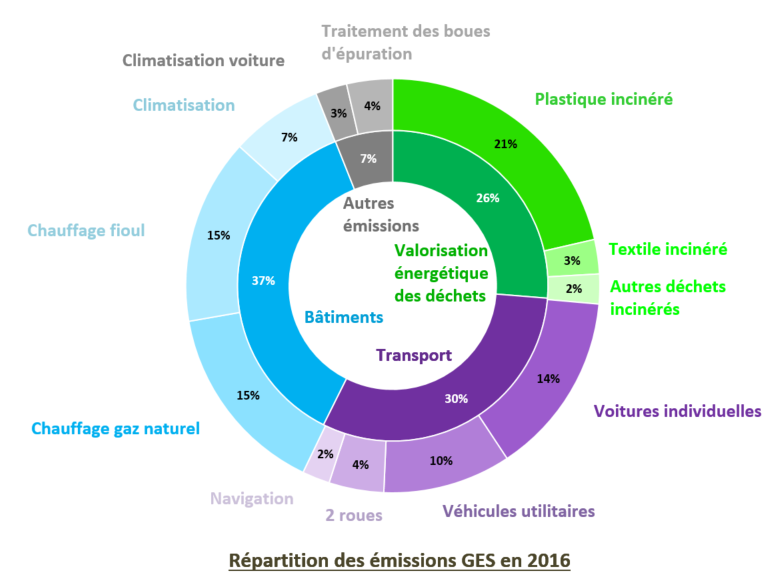 Traitement des boues
d'épuration
Climatisation voiture
Climatisation
Plastique incinéré
3%
4%
7%
21%
7%
26%
Autres
émissions
Chauffage fioul
15%
Valorisation
énergétique
des déchets
Textile incinéré
3%
37%
2%
Autres déchets
incinérés
Bâtiments
Transport
14%
15%
30%
Voitures individuelles
Chauffage gaz naturel
2%
4%
10%
Navigation
2 roues
Véhicules utilitaires
Répartition des émissions GES en 2016